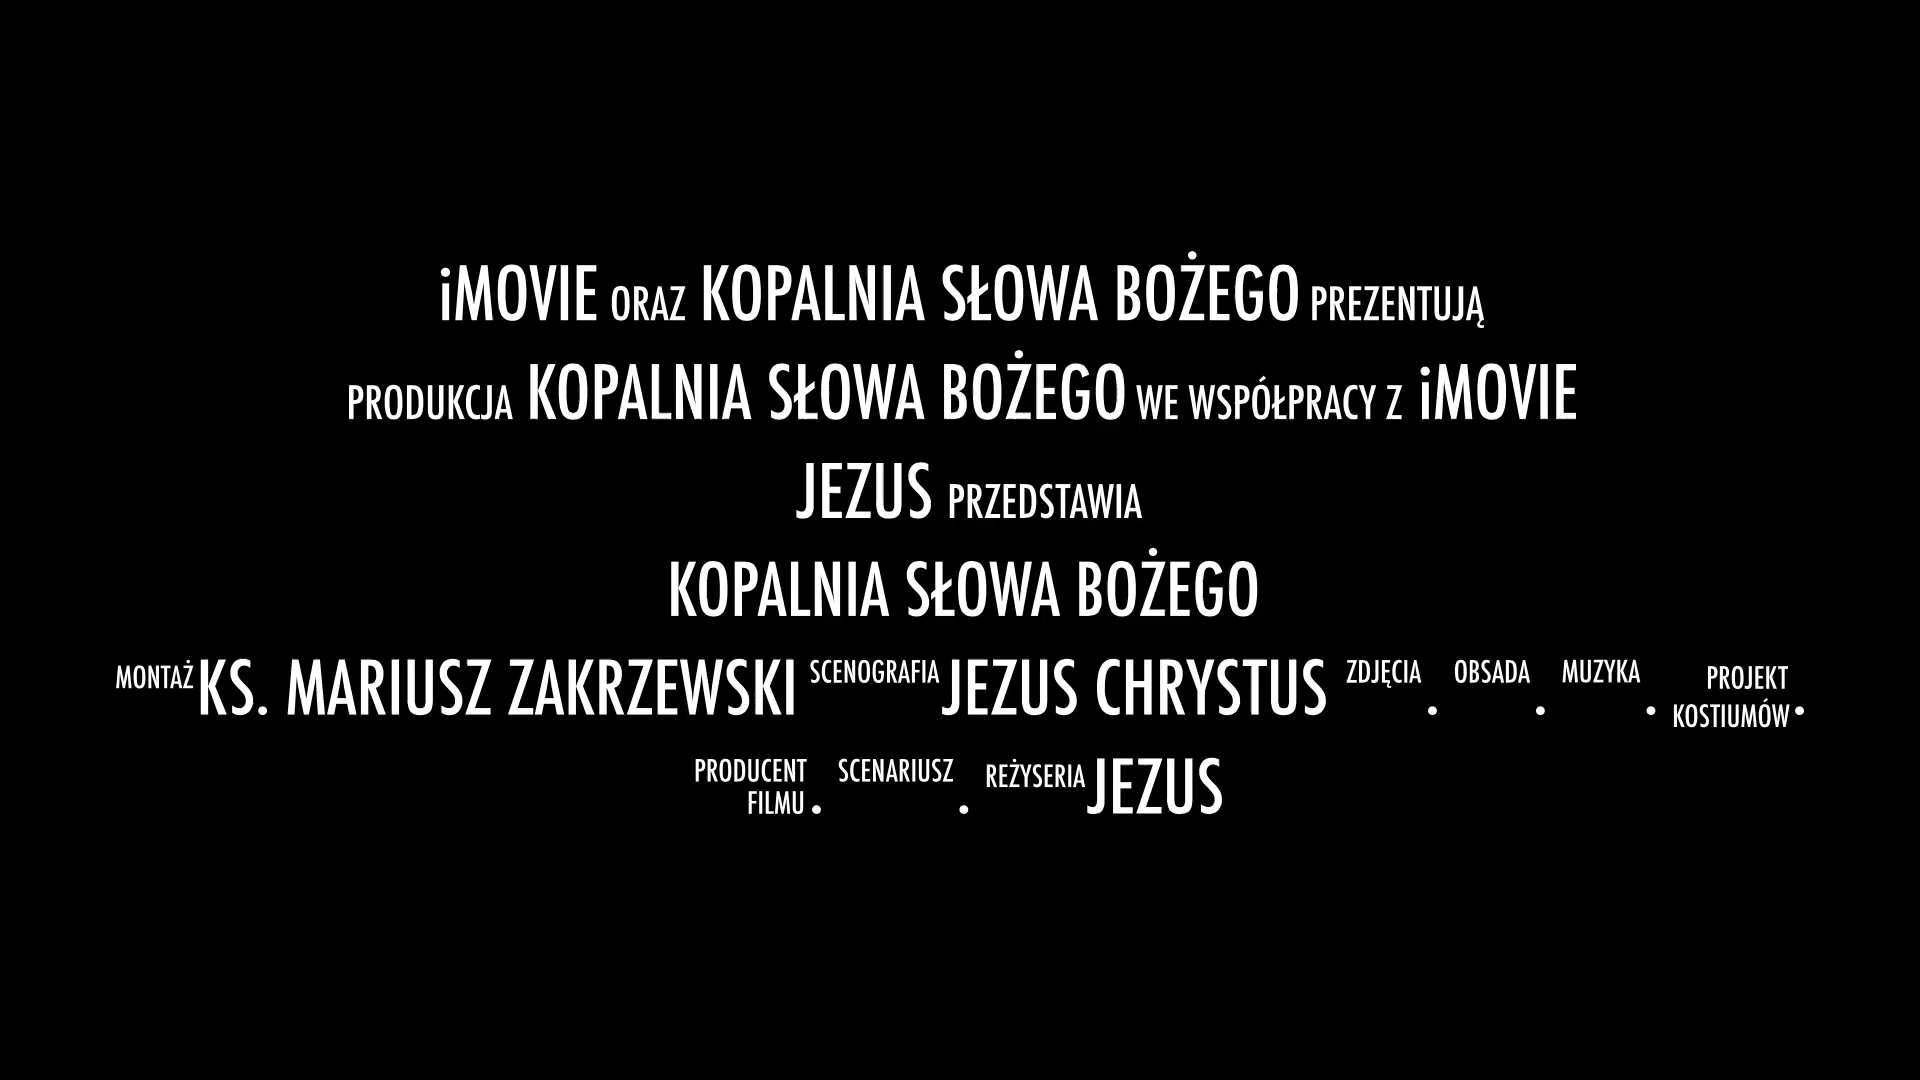 iMOVIE ORAZ KOPALNIA SŁOWA BOŻEGO PREZENTUJĄ
PRODUKCJA KOPALNIA SŁOWA BOŻEGO WE WSPÓŁPRACY Z iMOVIE
JEZUS PRZEDSTAWIA
KOPALNIA SŁOWA BOŻEGO
MONTAŻ KS. MARIUSZ ZAKRZEWSKI SCENOGRAFIA JEZUS CHRYSTUS ZDJĘCIA . OBSADA . MUZYKA . PROJEKT KOSTIUMÓW .
PRODUCENT FILMU . SCENARIUSZ . REŻYSERIA JEZUS